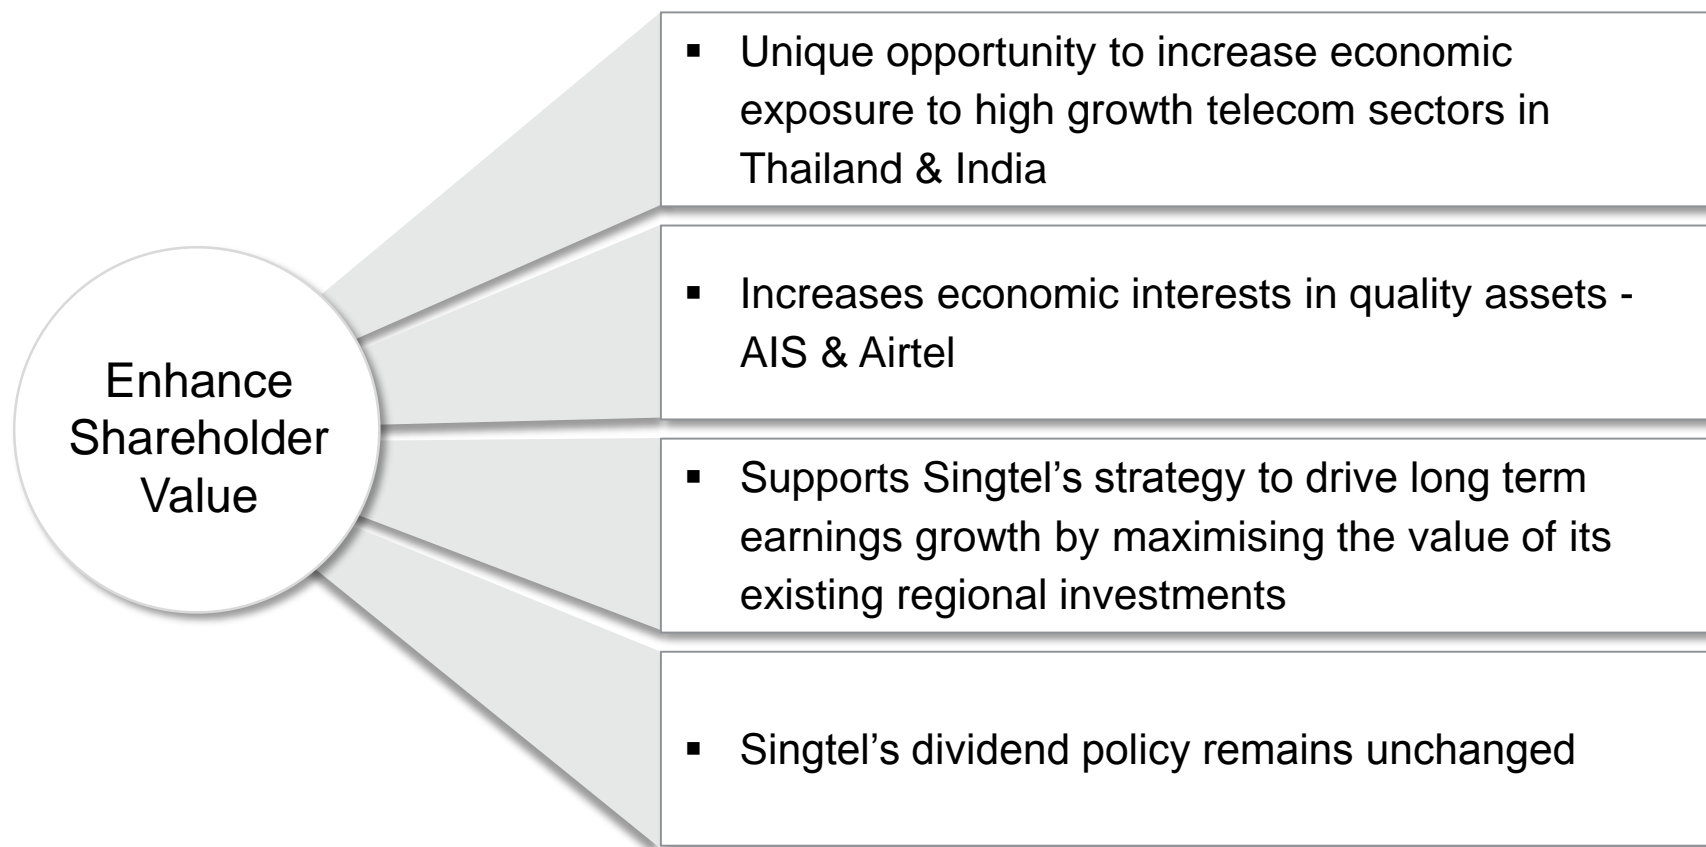 Enhance
Shareholder
Value
▪ Unique opportunity to increase economic
exposure to high growth telecom sectors in
Thailand & India
▪ Increases economic interests in quality assets -
AIS & Airtel
▪ Supports Singtel’s strategy to drive long term
earnings growth by maximising the value of its
existing regional investments
▪ Singtel’s dividend policy remains unchanged